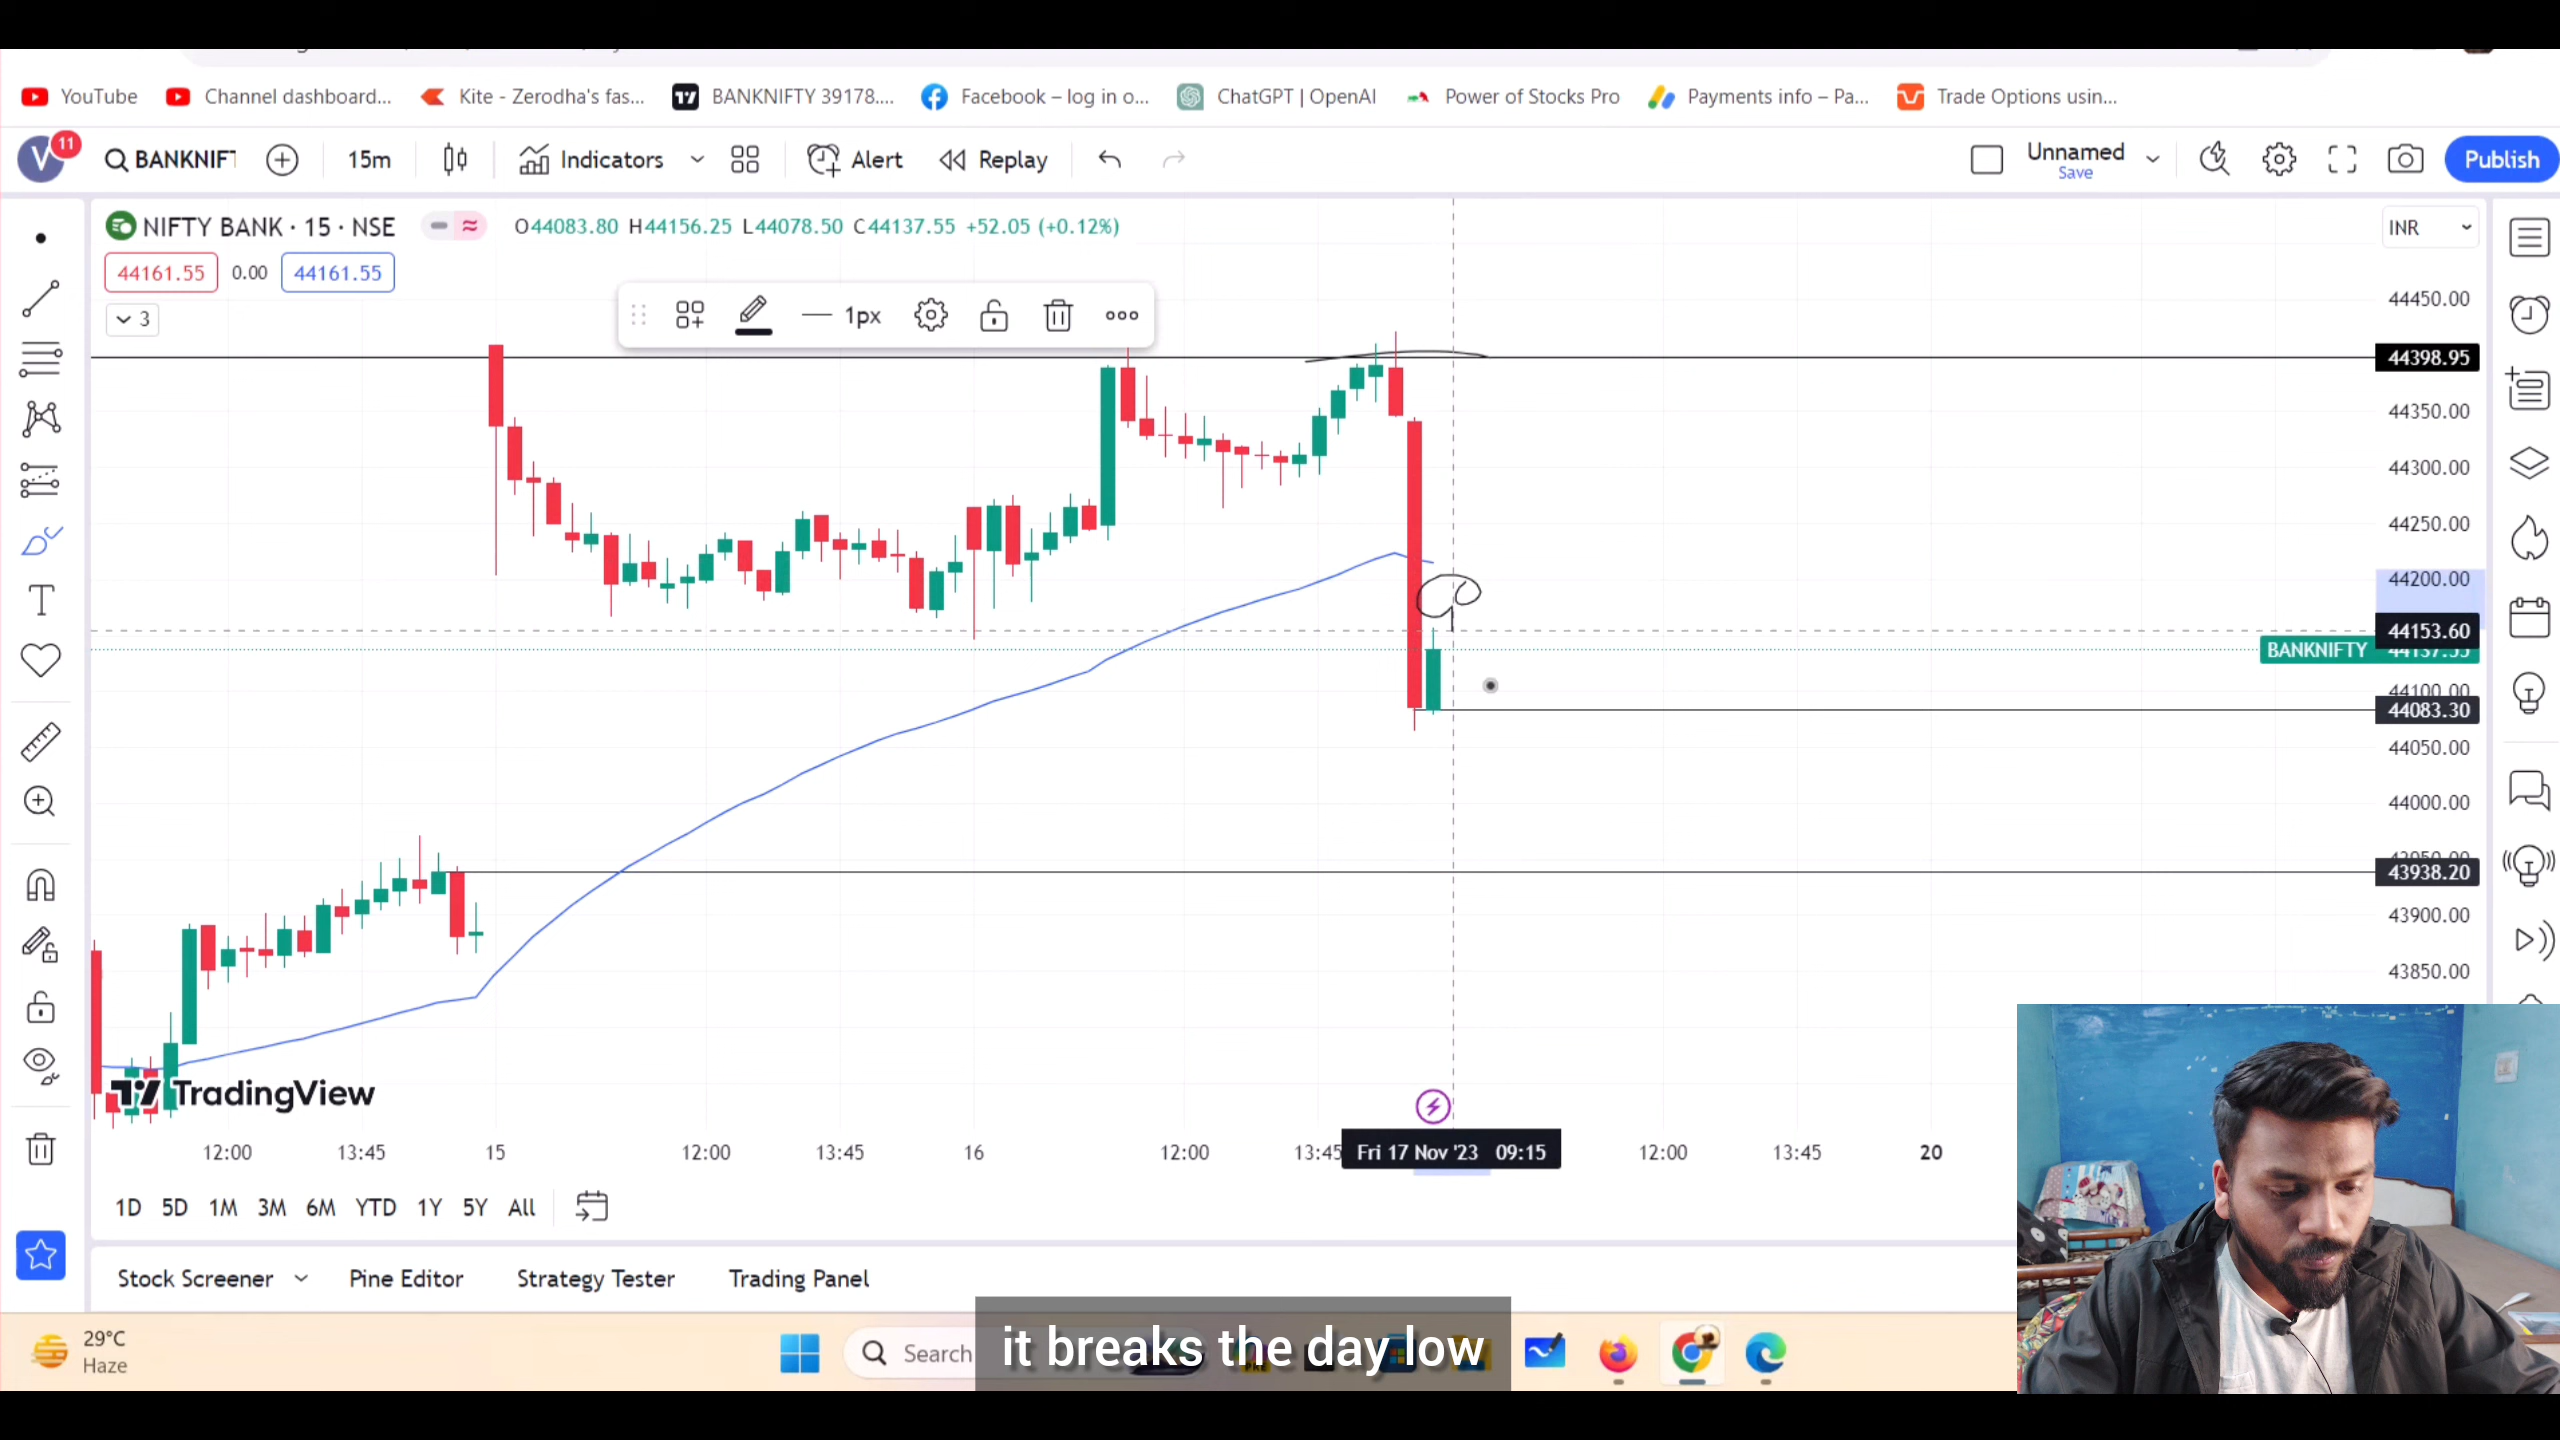 YouTube Channel dashboard... Kite - Zerodha's fas... BANKNIFTY 39178.... Facebook – log in o... ChatGPT | OpenAI Power of Stocks Pro Payments info – Pa... Trade Options usin...
V 11 BANKNIFT 15m Indicators Alert Replay Unnamed Save Publish
NIFTY BANK · 15 · NSE O44083.80 H44156.25 L44078.50 C44137.55 +52.05 (+0.12%) INR
44161.55 0.00 44161.55
3
1px
44450.00
44398.95
44350.00
44300.00
44250.00
44200.00
44153.60
BANKNIFTY 44137.55
44100.00
44083.30
44050.00
44000.00
43938.20
43900.00
43850.00
TradingView
12:00 13:45 15 12:00 13:45 16 12:00 13:45 Fri 17 Nov '23 09:15 12:00 13:45 20
1D 5D 1M 3M 6M YTD 1Y 5Y All
Stock Screener Pine Editor Strategy Tester Trading Panel
29°C
Haze
Search
it breaks the day low